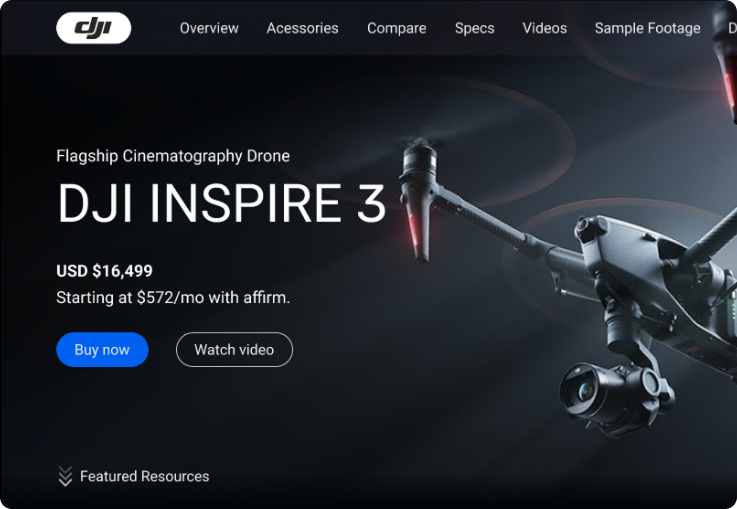 dji
Overview
Acessories
Compare
Specs
Videos
Sample Footage
D
Flagship Cinematography Drone
DJI INSPIRE 3
USD $16,499
Starting at $572/mo with affirm.
Buy now
Watch video
Featured Resources